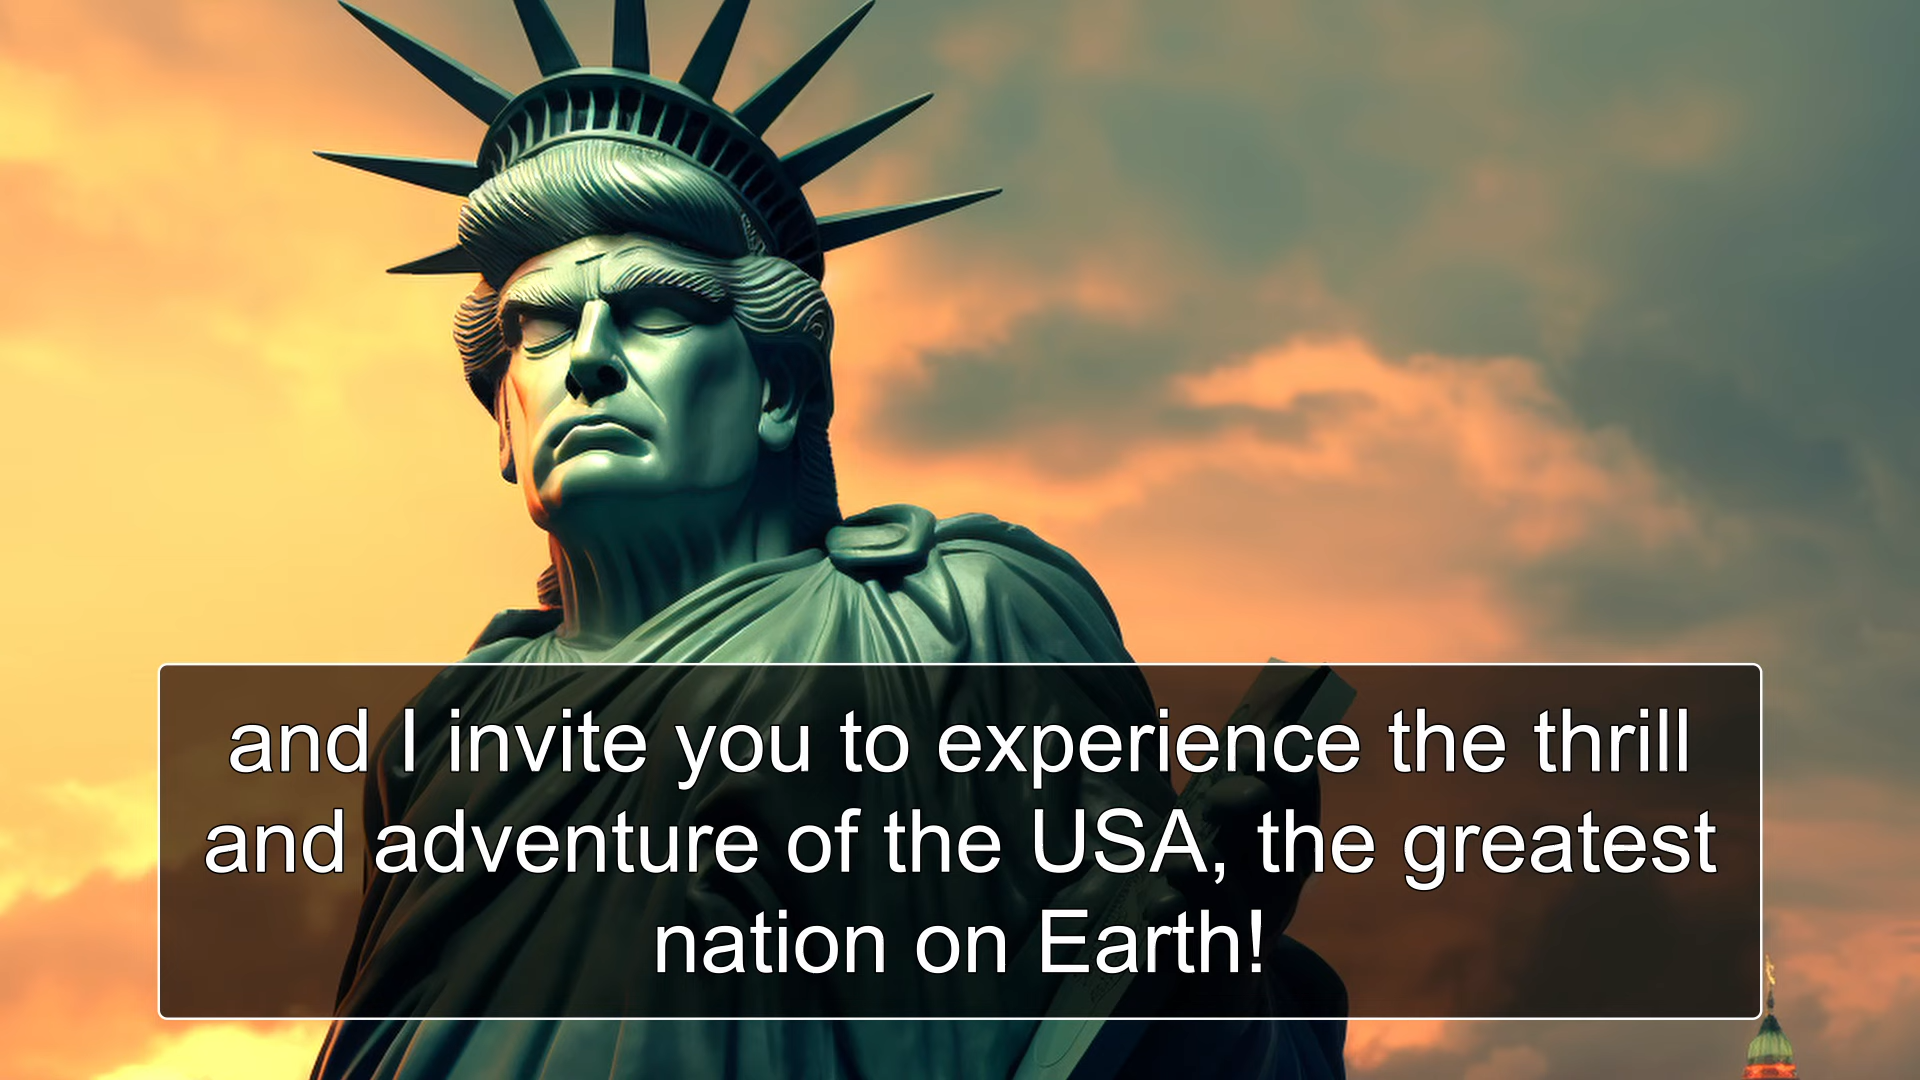 and I invite you to experience the thrill
and adventure of the USA, the greatest
nation on Earth!